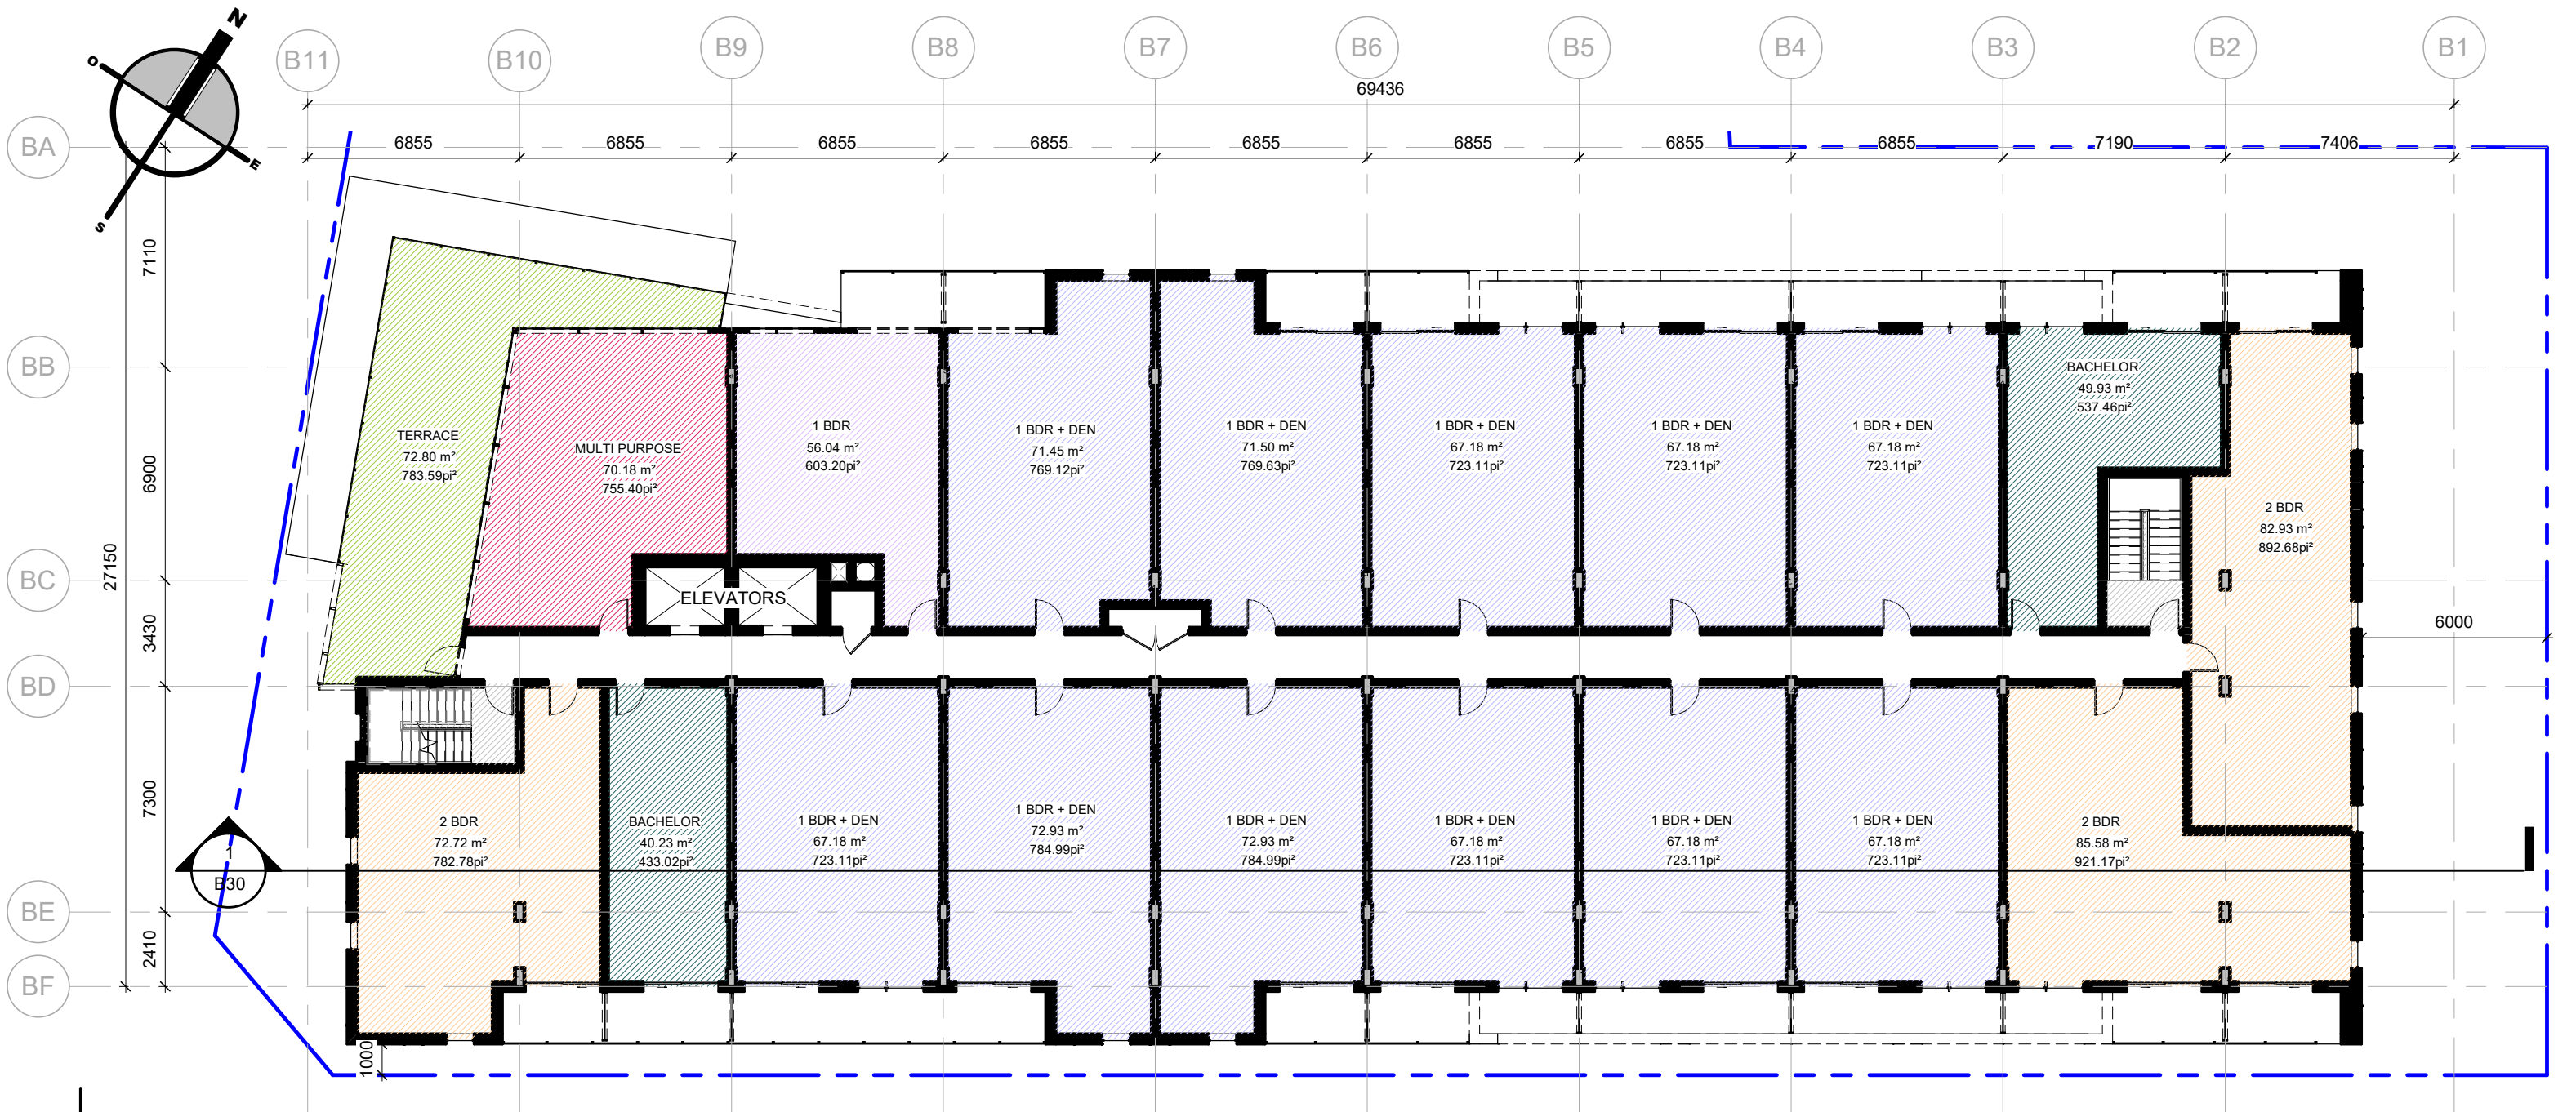 N
O
E
S
B11
B10
B9
B8
B7
B6
B5
B4
B3
B2
B1
69436
6855
6855
6855
6855
6855
6855
6855
6855
7190
7406
BA
BB
BC
BD
BE
BF
7110
6900
3430
7300
2410
27150
1000
6000
TERRACE
72.80 m²
783.59pi²
MULTI PURPOSE
70.18 m²
755.40pi²
1 BDR
56.04 m²
603.20pi²
1 BDR + DEN
71.45 m²
769.12pi²
1 BDR + DEN
71.50 m²
769.63pi²
1 BDR + DEN
67.18 m²
723.11pi²
1 BDR + DEN
67.18 m²
723.11pi²
1 BDR + DEN
67.18 m²
723.11pi²
BACHELOR
49.93 m²
537.46pi²
2 BDR
82.93 m²
892.68pi²
ELEVATORS
2 BDR
72.72 m²
782.78pi²
BACHELOR
40.23 m²
433.02pi²
1 BDR + DEN
67.18 m²
723.11pi²
1 BDR + DEN
72.93 m²
784.99pi²
1 BDR + DEN
72.93 m²
784.99pi²
1 BDR + DEN
67.18 m²
723.11pi²
1 BDR + DEN
67.18 m²
723.11pi²
1 BDR + DEN
67.18 m²
723.11pi²
2 BDR
85.58 m²
921.17pi²
1
B30